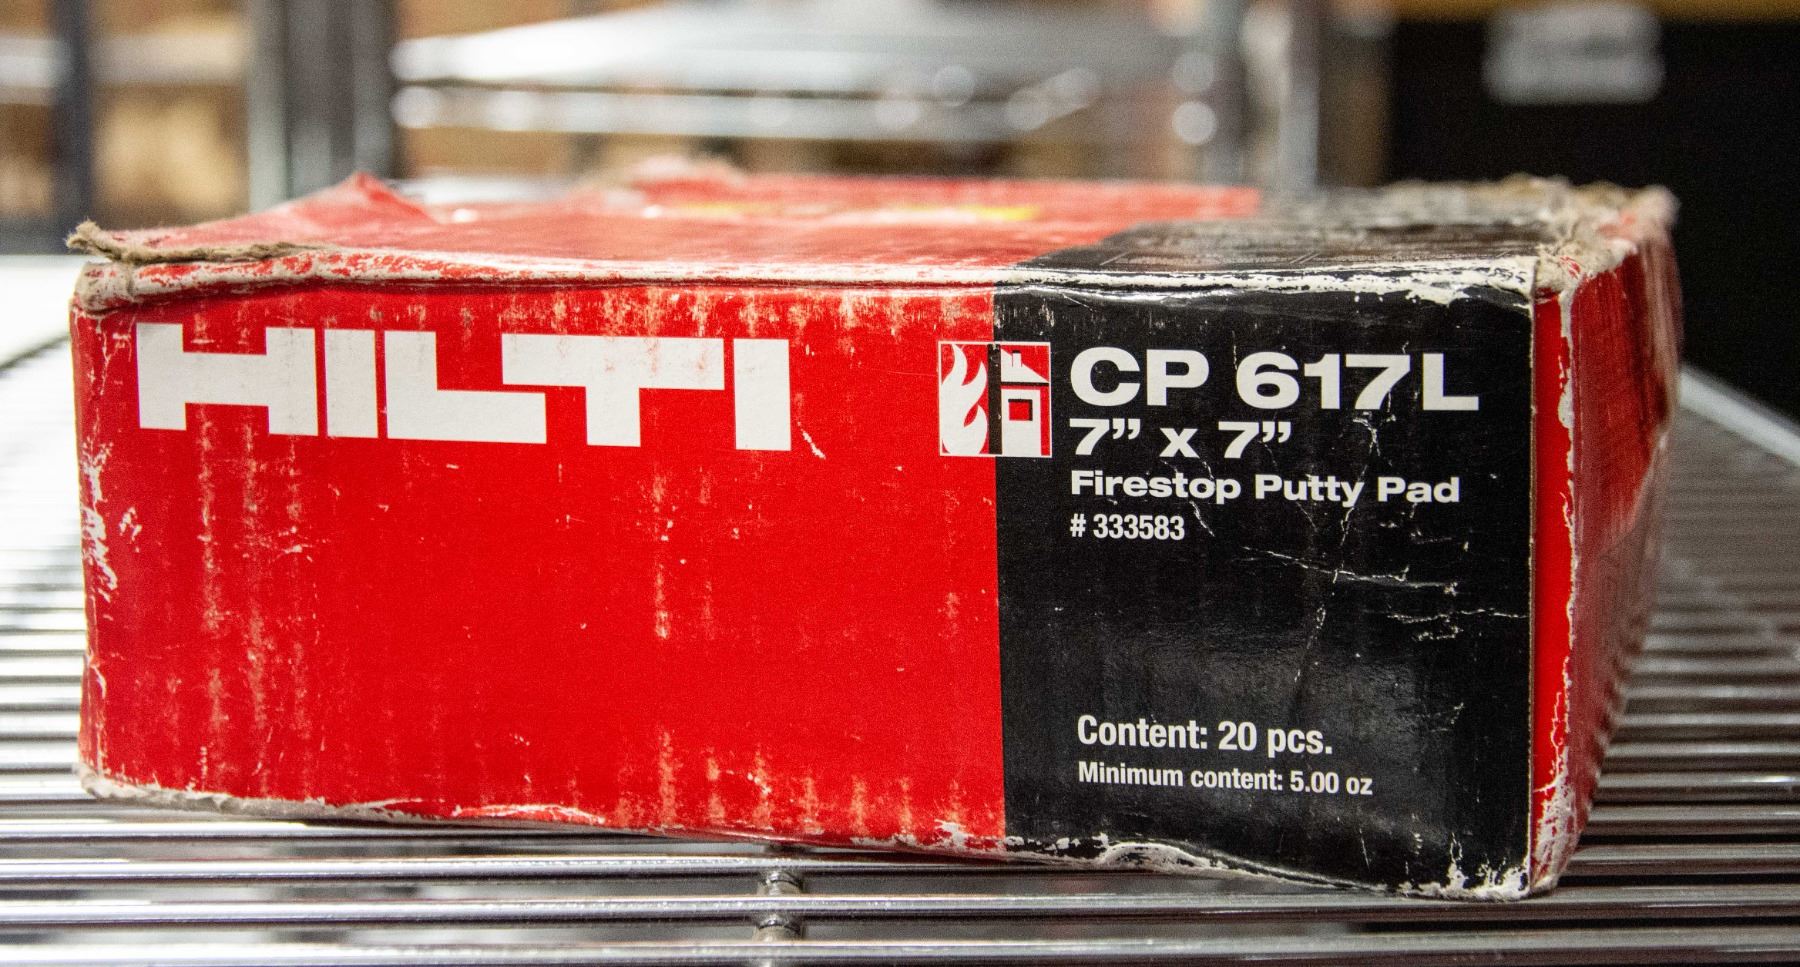 HILTI
CP 617L
7” x 7”
Firestop Putty Pad
# 333583
Content: 20 pcs.
Minimum content: 5.00 oz